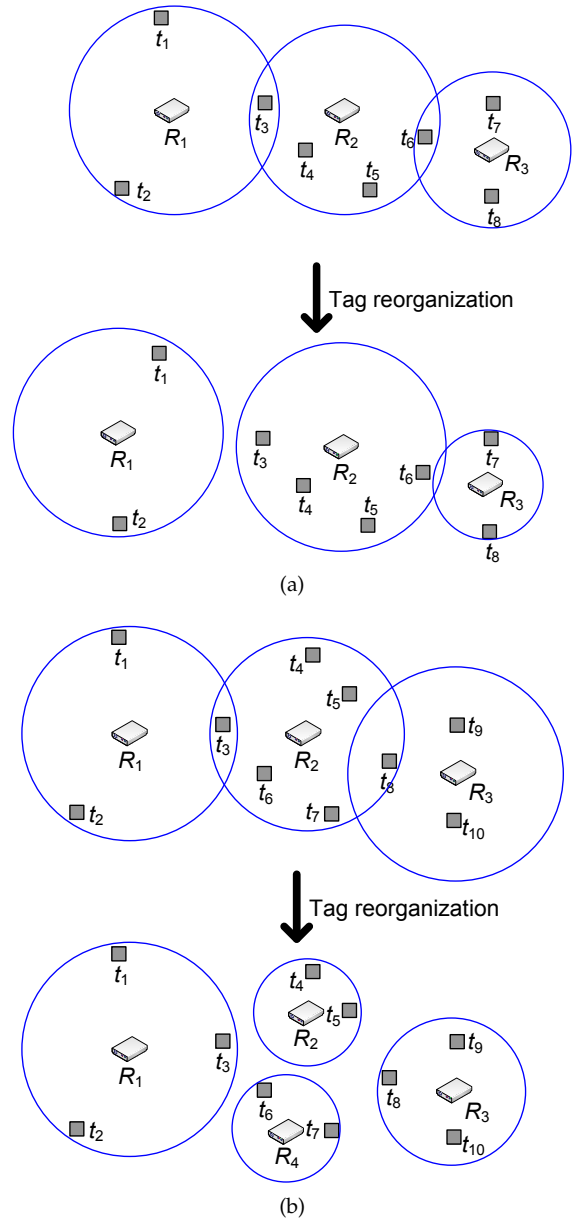 t1
t3
R1
R2
t7
t6
t4
R3
t2
t5
t8
Tag reorganization
t1
R1
t3
R2
t7
t6
t4
R3
t2
t5
t8
(a)
t1
t4
t5
t3
t9
R1
R2
t8
t6
R3
t2
t7
t10
Tag reorganization
t1
t4
t5
R2
t3
t9
R1
t8
t6
R3
t2
t7
t10
R4
(b)